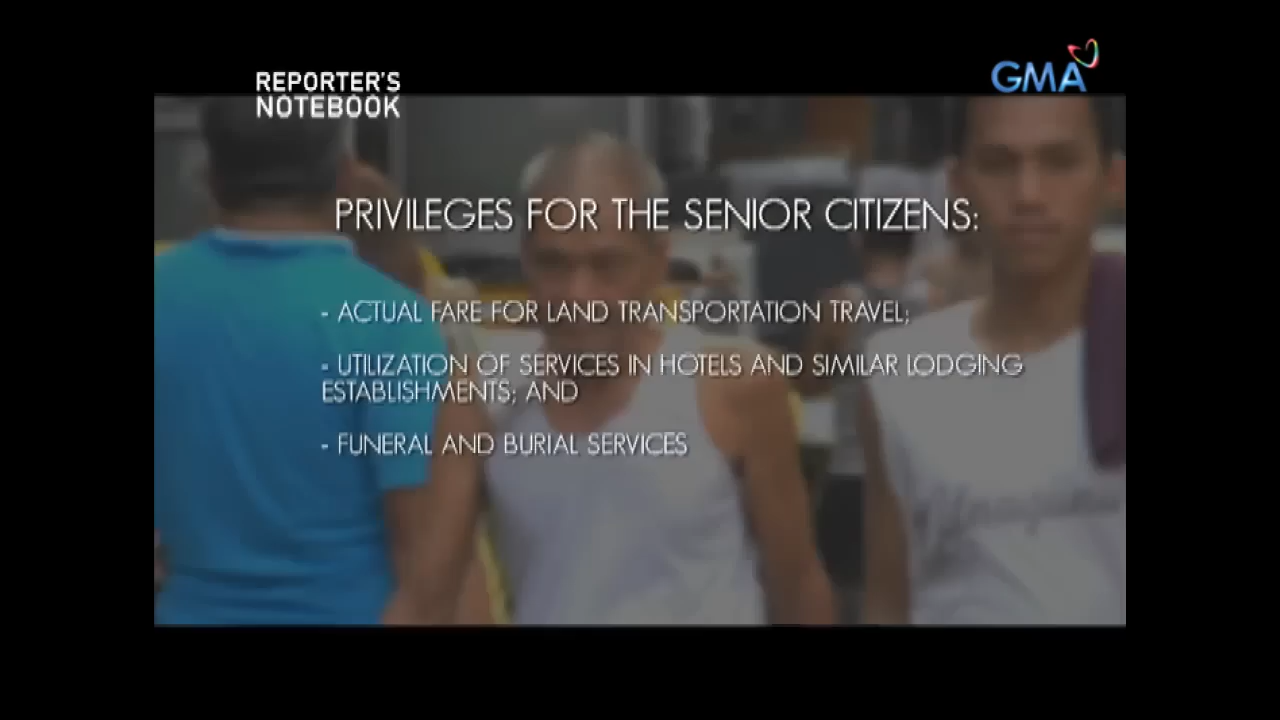 REPORTER'S
NOTEBOOK
GMA
PRIVILEGES FOR THE SENIOR CITIZENS:
- ACTUAL FARE FOR LAND TRANSPORTATION TRAVEL;
- UTILIZATION OF SERVICES IN HOTELS AND SIMILAR LODGING
ESTABLISHMENTS; AND
- FUNERAL AND BURIAL SERVICES